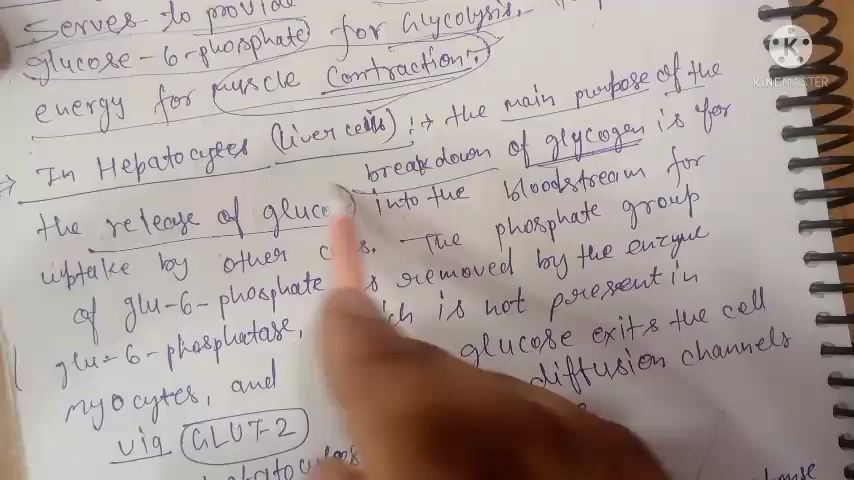 Serves to provide
glucose-6-phosphate for Glycolysis.
energy for muscle contraction.
→ In Hepatocytes (liver cells) :→ the main purpose of the
breakdown of glycogen is for
the release of gluco into the bloodstream for
uptake by other The phosphate group
of glu-6-phosphate is removed by the enzyme
glu-6-phosphatase, is not present in
myocytes, and glucose exits the cell
via GLUT-2 diffusion channels
K
KINEMASTER